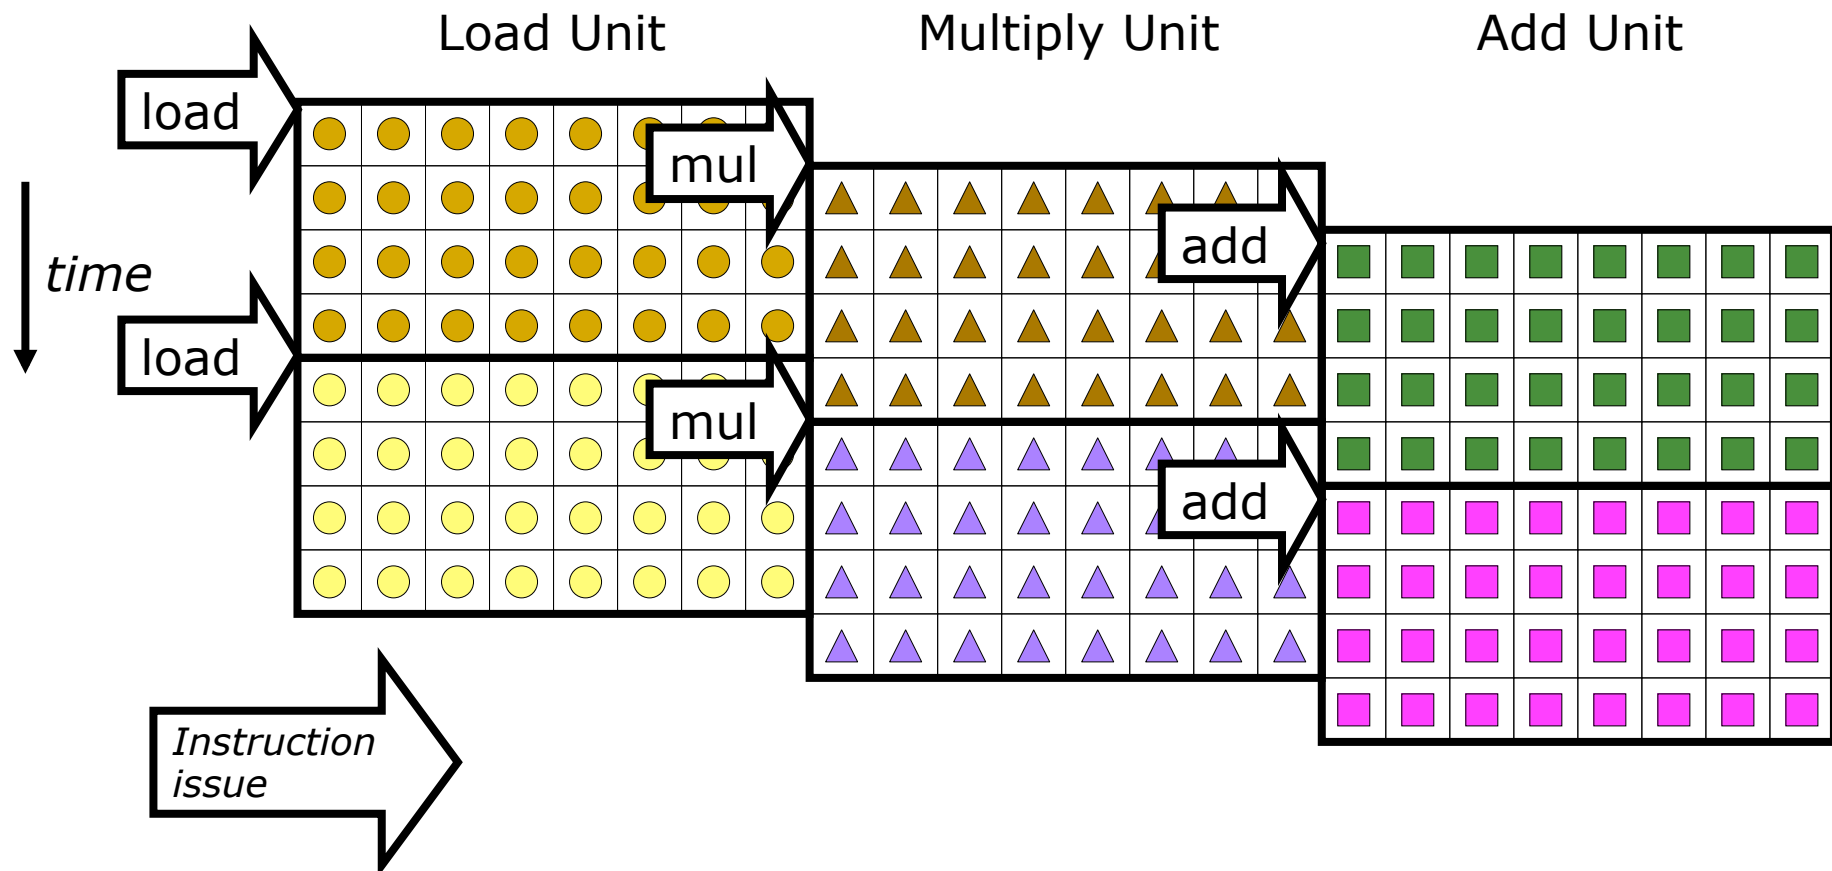 Load Unit
Multiply Unit
Add Unit
load
mul
add
time
load
mul
add
Instruction
issue